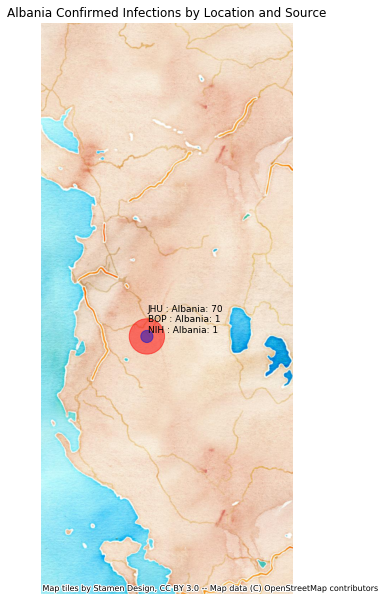 Albania Confirmed Infections by Location and Source
JHU : Albania: 70
BOP : Albania: 1
NIH : Albania: 1
Map tiles by Stamen Design, CC BY 3.0 -- Map data (C) OpenStreetMap contributors